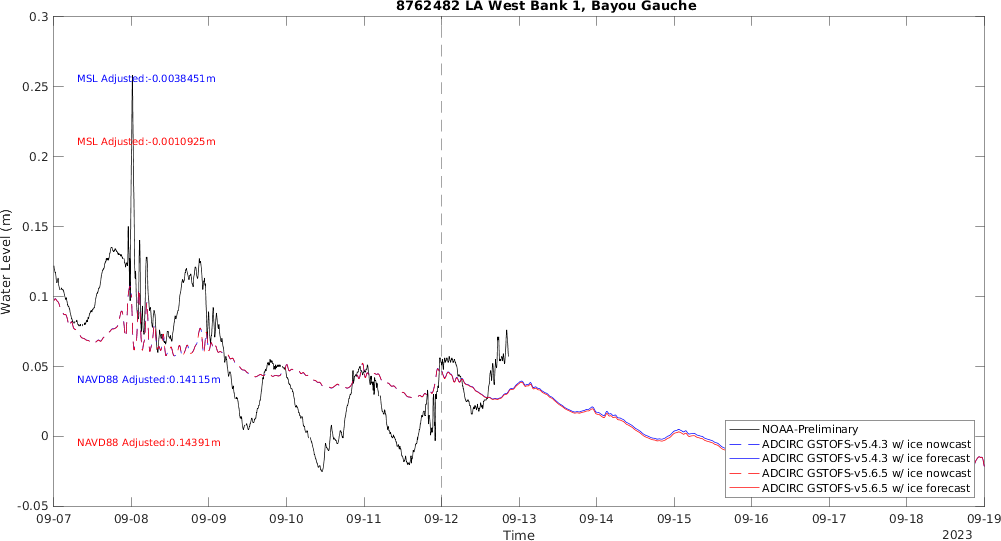 8762482 LA West Bank 1, Bayou Gauche
0.3
0.25
0.2
0.15
0.1
0.05
0
-0.05
Water Level (m)
MSL Adjusted:-0.0038451m
MSL Adjusted:-0.0010925m
NAVD88 Adjusted:0.14115m
NAVD88 Adjusted:0.14391m
NOAA-Preliminary
ADCIRC GSTOFS-v5.4.3 w/ ice nowcast
ADCIRC GSTOFS-v5.4.3 w/ ice forecast
ADCIRC GSTOFS-v5.6.5 w/ ice nowcast
ADCIRC GSTOFS-v5.6.5 w/ ice forecast
09-07 09-08 09-09 09-10 09-11 09-12 09-13 09-14 09-15 09-16 09-17 09-18 09-19
Time
2023